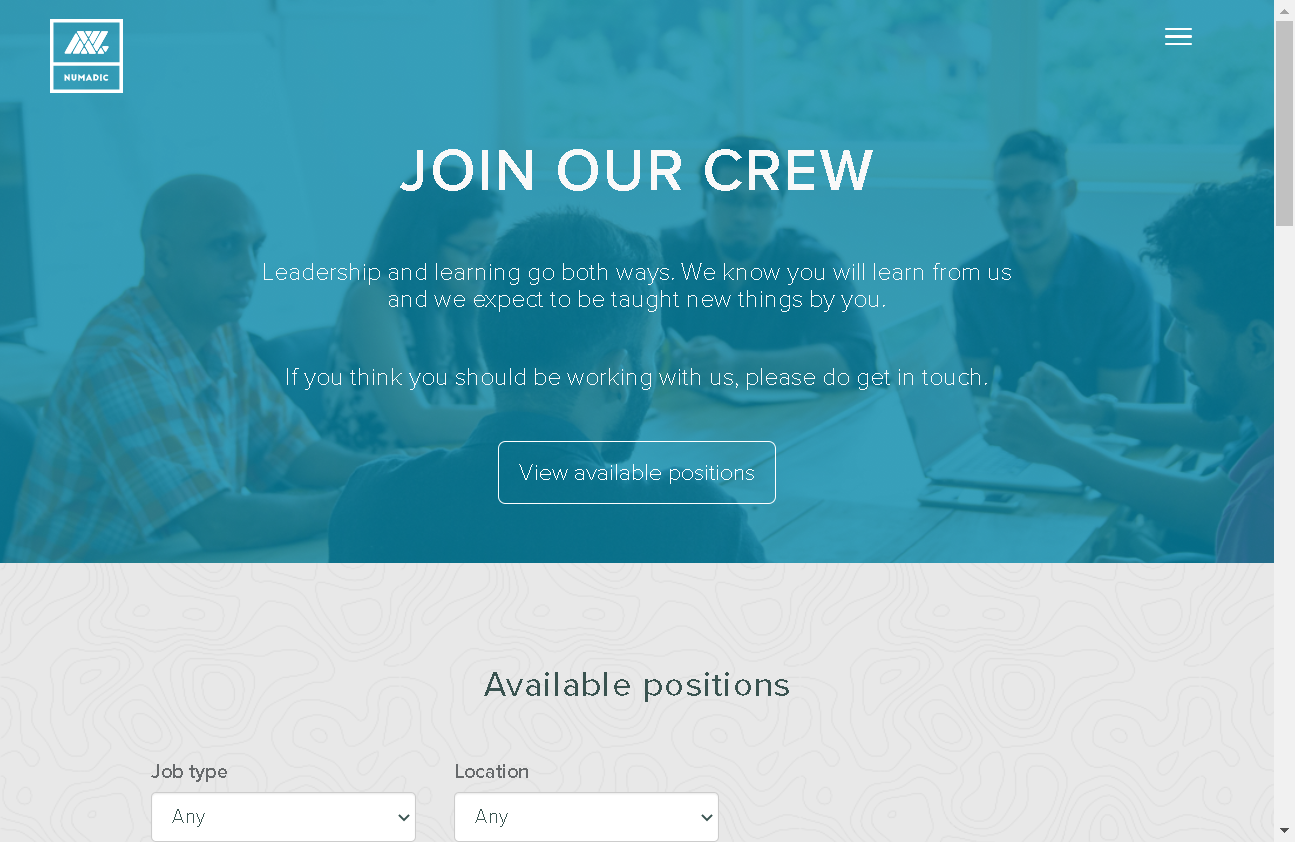 NUMADIC
JOIN OUR CREW
Leadership and learning go both ways. We know you will learn from us
and we expect to be taught new things by you.
If you think you should be working with us, please do get in touch.
View available positions
Available positions
Job type
Location
Any
Any